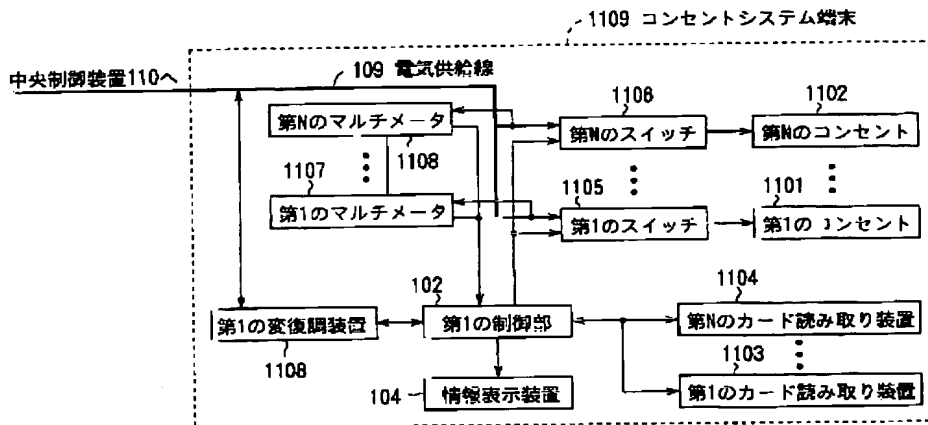 1109 コンセントシステム端末
中央制御装置110へ
109 電気供給線
1106
1102
第Nのマルチメータ
第Nのスイッチ
第Nのコンセント
1108
1107
1105
1101
第1のマルチメータ
第1のスイッチ
第1のコンセント
102
1104
第1の変復調装置
第1の制御部
第Nのカード読み取り装置
1108
1103
104
情報表示装置
第1のカード読み取り装置